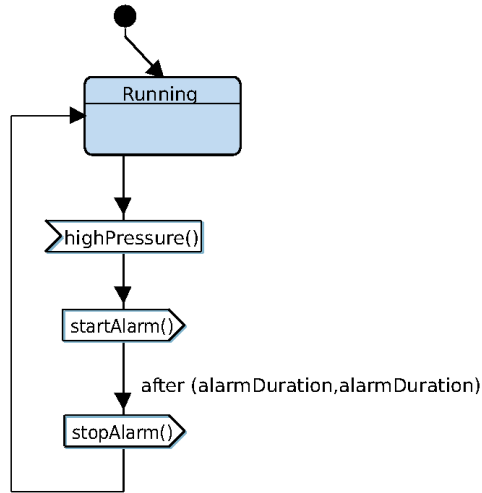 Running
highPressure()
startAlarm()
after (alarmDuration,alarmDuration)
stopAlarm()